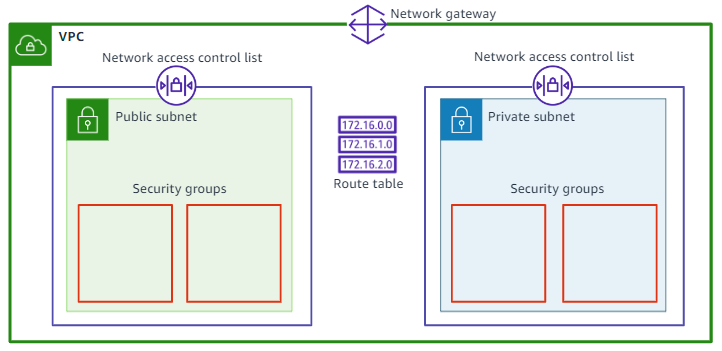 Network gateway
VPC
Network access control list
Network access control list
Public subnet
Private subnet
172.16.0.0
172.16.1.0
172.16.2.0
Route table
Security groups
Security groups